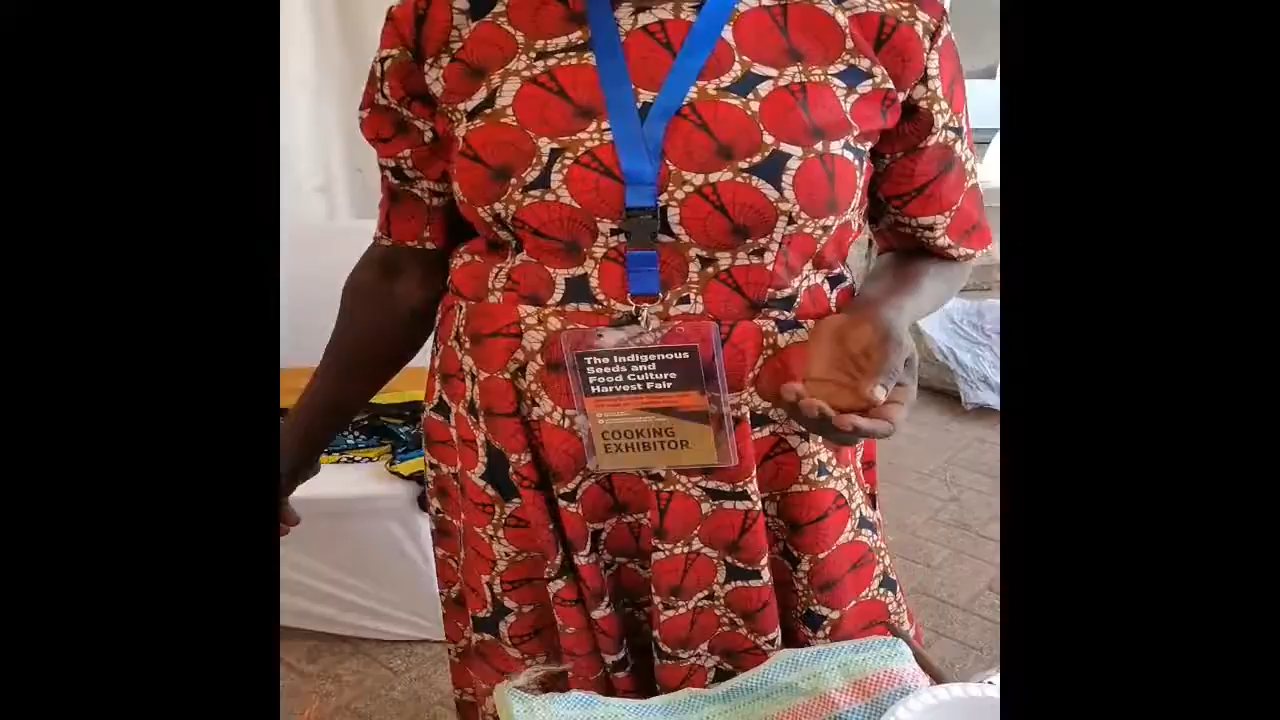 The Indigenous
Seeds and
Food Culture
Harvest Fair
COOKING
EXHIBITOR